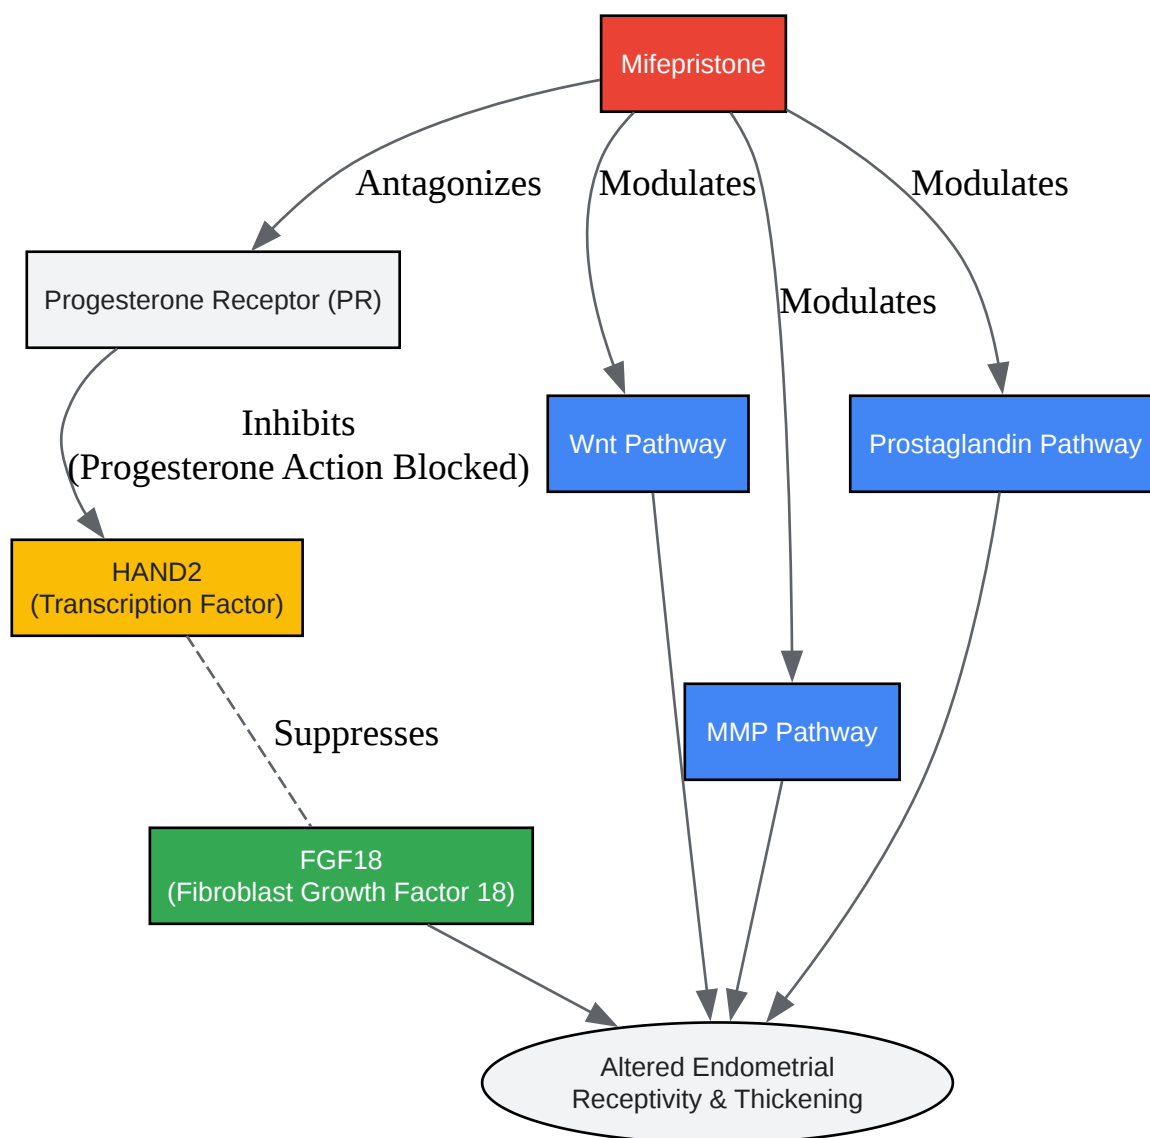 Mifepristone
Antagonizes
Modulates
Modulates
Modulates
Progesterone Receptor (PR)
Inhibits
(Progesterone Action Blocked)
Wnt Pathway
Prostaglandin Pathway
HAND2
(Transcription Factor)
Suppresses
MMP Pathway
FGF18
(Fibroblast Growth Factor 18)
Altered Endometrial
Receptivity & Thickening